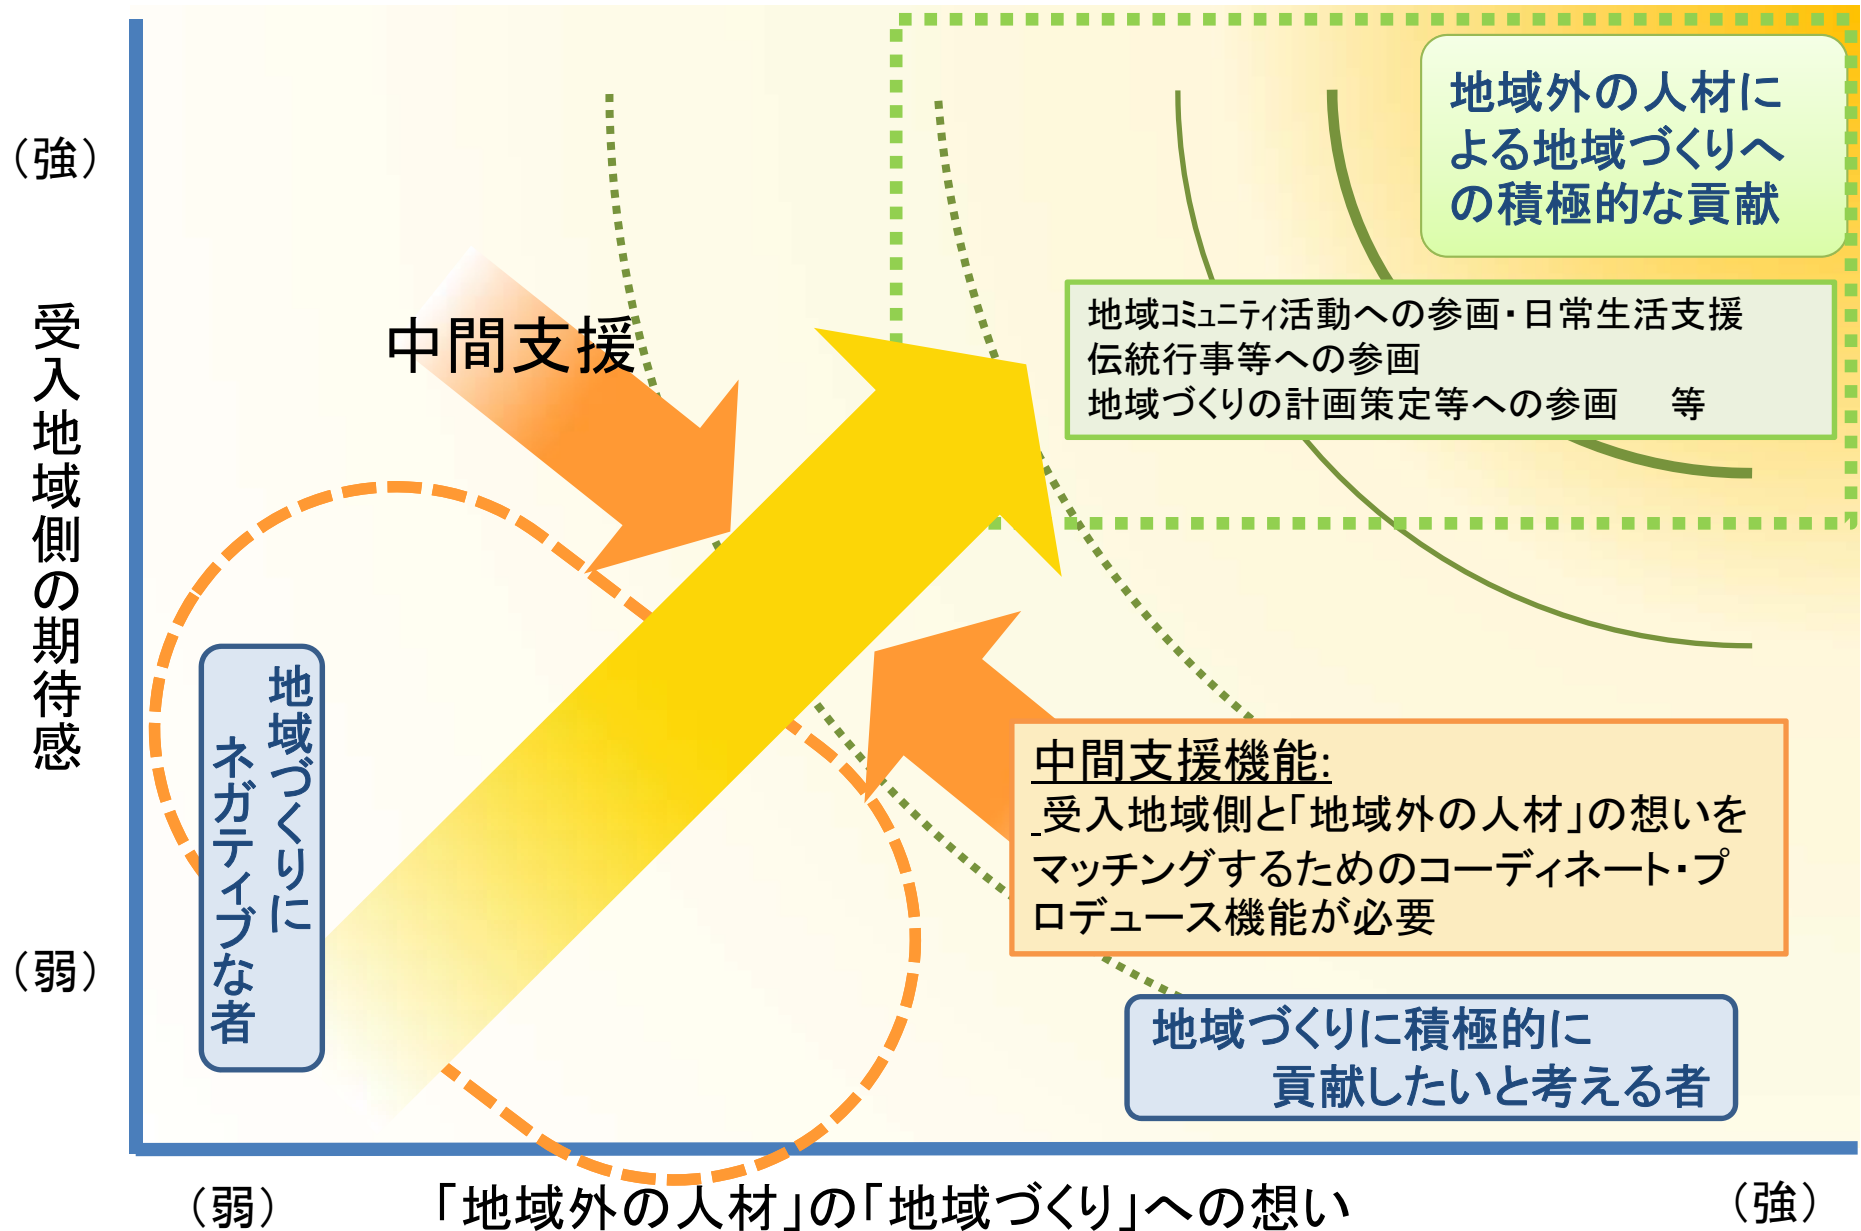 (強)
受入地域側の期待感
(弱)
地域外の人材に
よる地域づくりへ
の積極的な貢献
地域コミュニティ活動への参画・日常生活支援
伝統行事等への参画
地域づくりの計画策定等への参画　等
中間支援
地域づくりに
ネガティブな者
中間支援機能:
受入地域側と「地域外の人材」の想いを
マッチングするためのコーディネート・プ
ロデュース機能が必要
地域づくりに積極的に
貢献したいと考える者
(弱)
「地域外の人材」の「地域づくり」への想い
(強)